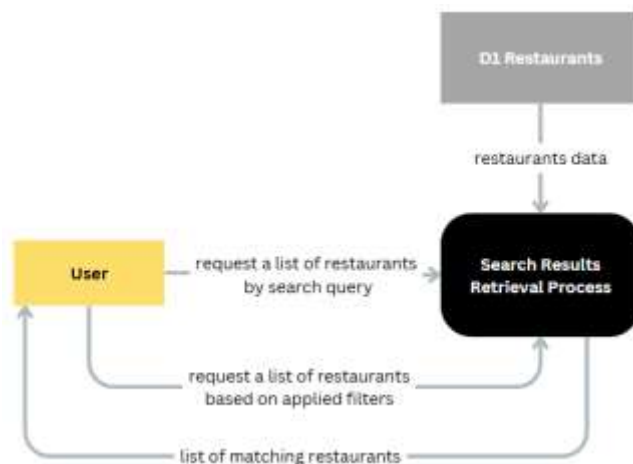 D1 Restaurants
restaurants data
User
request a list of restaurants
by search query
Search Results
Retrieval Process
request a list of restaurants
based on applied filters
list of matching restaurants